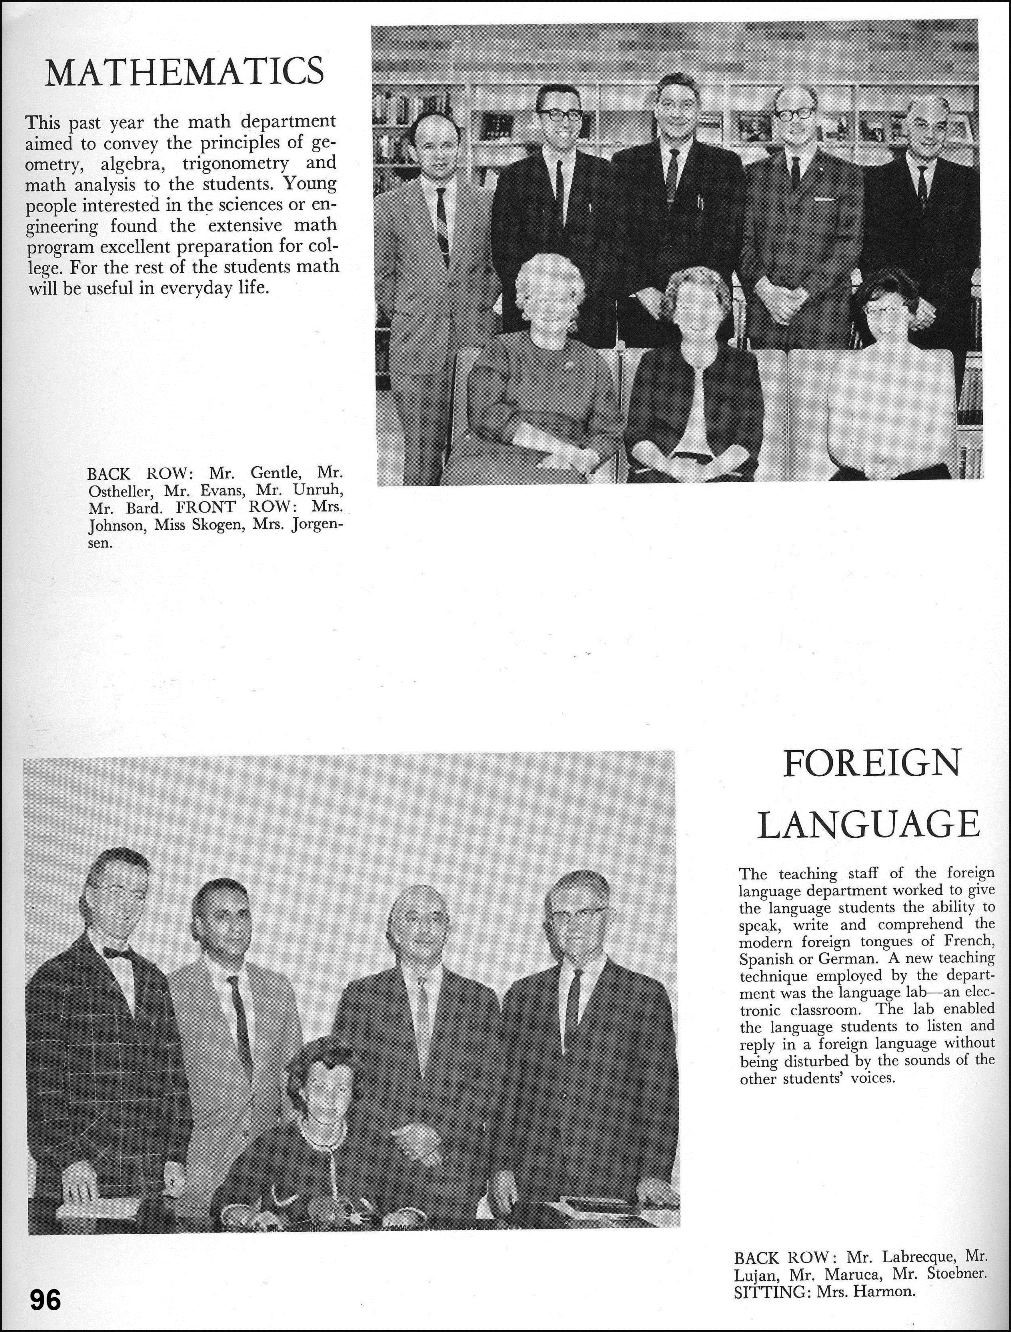 MATHEMATICS
This past year the math department
aimed to convey the principles of ge-
ometry, algebra, trigonometry and
math analysis to the students. Young
people interested in the sciences or en-
gineering found the extensive math
program excellent preparation for col-
lege. For the rest of the students math
will be useful in everyday life.
BACK ROW: Mr. Gentle, Mr.
Ostheller, Mr. Evans, Mr. Unruh,
Mr. Bard. FRONT ROW: Mrs.
Johnson, Miss Skogen, Mrs. Jorgen-
sen.
FOREIGN
LANGUAGE
The teaching staff of the foreign
language department worked to give
the language students the ability to
speak, write and comprehend the
modern foreign tongues of French,
Spanish or German. A new teaching
technique employed by the depart-
ment was the language lab—an elec-
tronic classroom. The lab enabled
the language students to listen and
reply in a foreign language without
being disturbed by the sounds of the
other students' voices.
BACK ROW: Mr. Labrecque, Mr.
Lujan, Mr. Maruca, Mr. Stoebner.
SITTING: Mrs. Harmon.
96